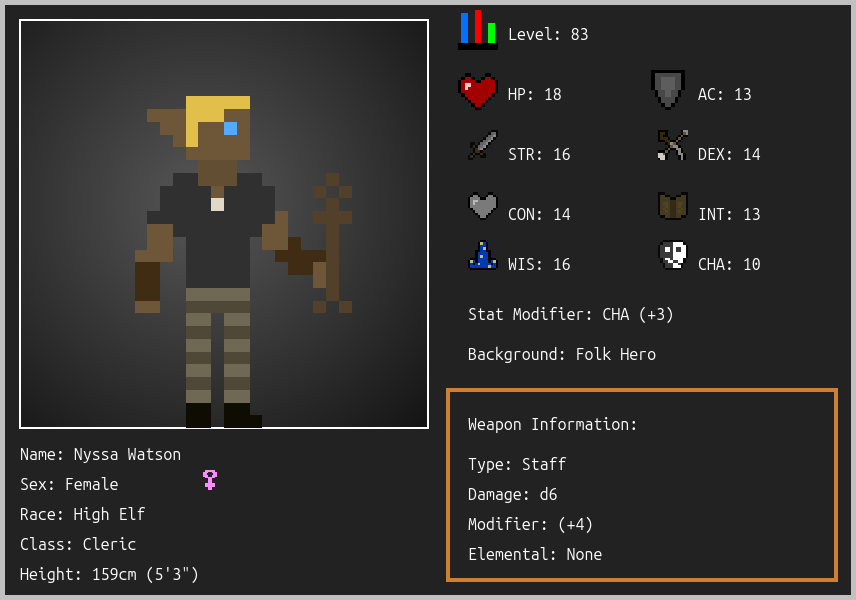 Level: 83
HP: 18
AC: 13
STR: 16
DEX: 14
CON: 14
INT: 13
WIS: 16
CHA: 10
Stat Modifier: CHA (+3)
Background: Folk Hero
Weapon Information:
Type: Staff
Damage: d6
Modifier: (+4)
Elemental: None
Name: Nyssa Watson
Sex: Female
Race: High Elf
Class: Cleric
Height: 159cm (5'3")